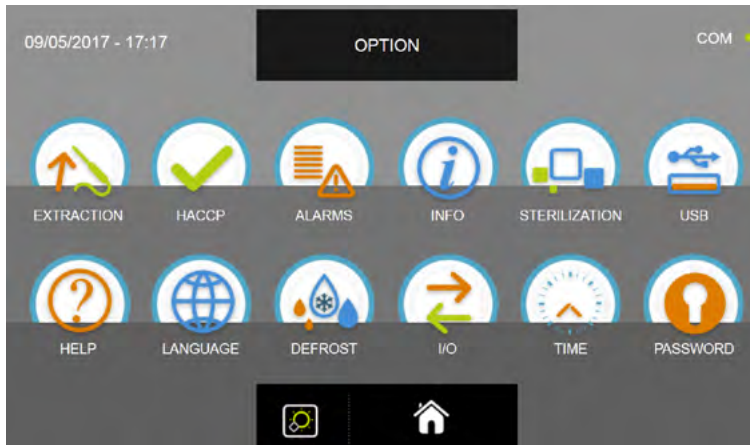 09/05/2017 - 17:17
OPTION
COM
EXTRACTION HACCP ALARMS INFO STERILIZATION USB
HELP LANGUAGE DEFROST I/O TIME PASSWORD